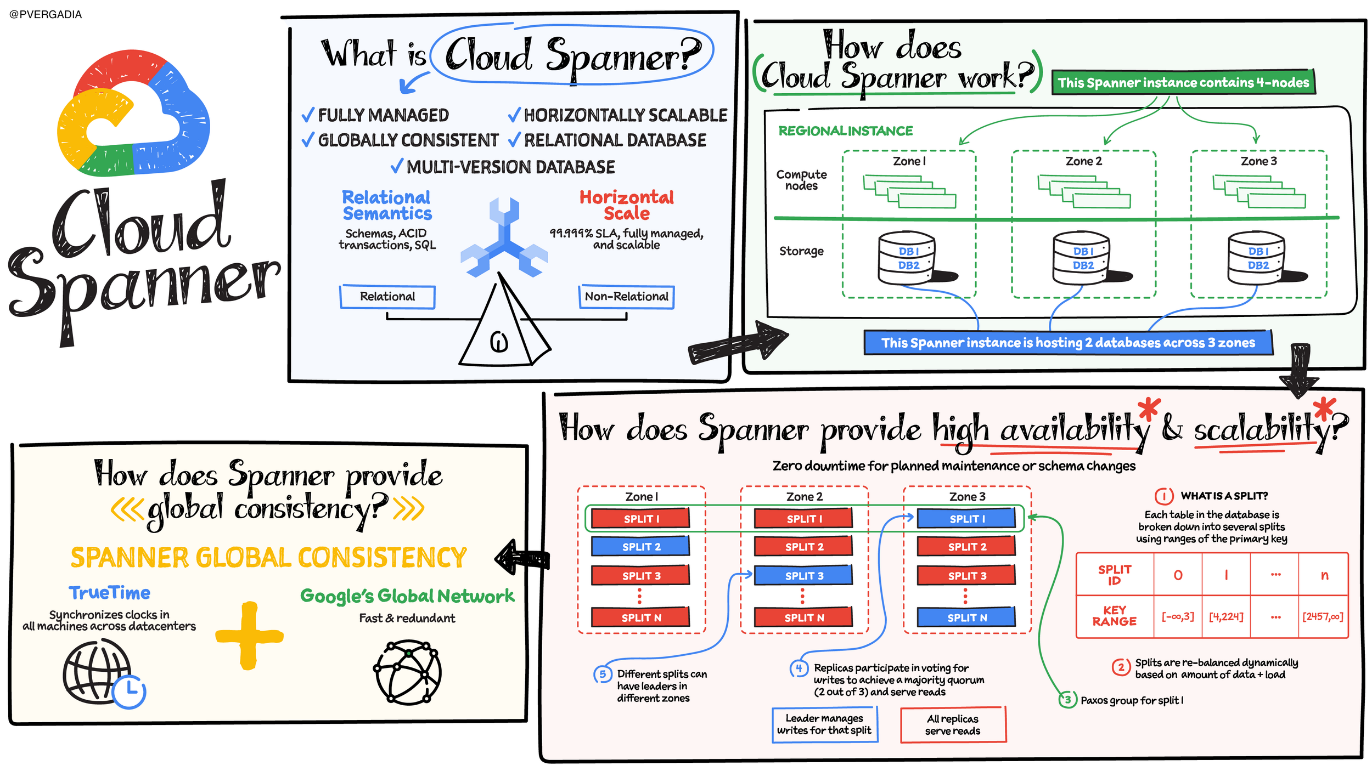 @PVERGADIA
Cloud
Spanner
What is Cloud Spanner?
✓ FULLY MANAGED
✓ HORIZONTALLY SCALABLE
✓ GLOBALLY CONSISTENT
✓ RELATIONAL DATABASE
✓ MULTI-VERSION DATABASE
Relational
Semantics
Schemas, ACID
transactions, SQL
Horizontal
Scale
99.999% SLA, fully managed,
and scalable
Relational
Non-Relational
How does
(Cloud Spanner work?)
This Spanner instance contains 4-nodes
REGIONAL INSTANCE
Zone 1
Zone 2
Zone 3
Compute
nodes
Storage
DB1
DB2
DB1
DB2
DB1
DB2
This Spanner instance is hosting 2 databases across 3 zones
How does Spanner provide high availability* & scalability*?
Zero downtime for planned maintenance or schema changes
Zone 1
SPLIT 1
SPLIT 2
SPLIT 3
SPLIT N
Zone 2
SPLIT 1
SPLIT 2
SPLIT 3
SPLIT N
Zone 3
SPLIT 1
SPLIT 2
SPLIT 3
SPLIT N
1 WHAT IS A SPLIT?
Each table in the database is
broken down into several splits
using ranges of the primary key
SPLIT ID 0 1 ... n
KEY RANGE [-∞,3] [4,224] ... [2457,∞]
2 Splits are re-balanced dynamically
based on amount of data + load
3 Paxos group for split 1
4 Replicas participate in voting for
writes to achieve a majority quorum
(2 out of 3) and serve reads
5 Different splits can
have leaders in
different zones
Leader manages
writes for that split
All replicas
serve reads
How does Spanner provide
global consistency?
SPANNER GLOBAL CONSISTENCY
TrueTime
Synchronizes clocks in
all machines across datacenters
+
Google's Global Network
Fast & redundant